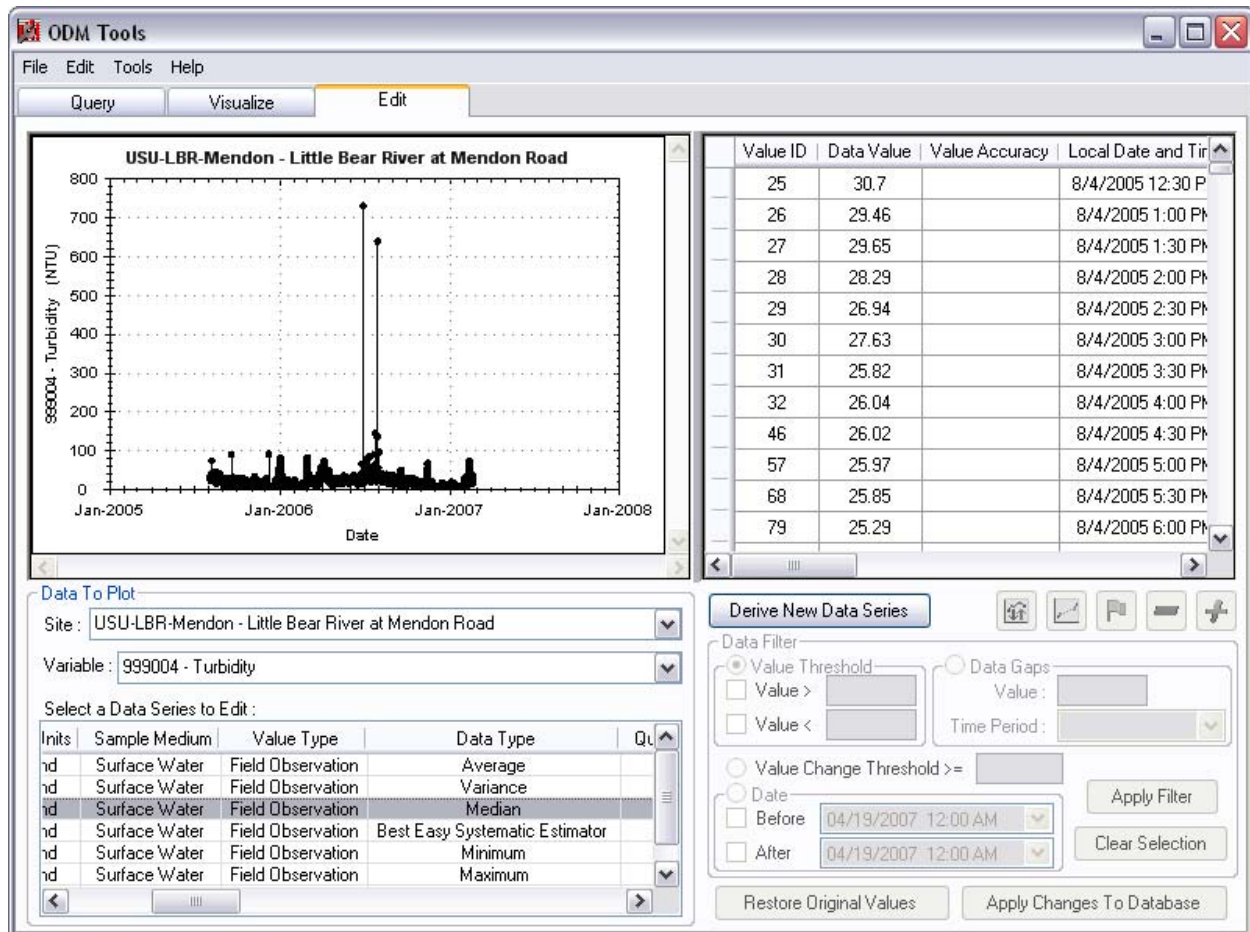 ODM Tools
File Edit Tools Help
Query Visualize Edit
USU-LBR-Mendon - Little Bear River at Mendon Road
800
700
600
500
400
300
200
100
0
999004 - Turbidity (NTU)
Jan-2005 Jan-2006 Jan-2007 Jan-2008
Date
Value ID Data Value Value Accuracy Local Date and Tir
25 30.7 8/4/2005 12:30 P
26 29.46 8/4/2005 1:00 PM
27 29.65 8/4/2005 1:30 PM
28 28.29 8/4/2005 2:00 PM
29 26.94 8/4/2005 2:30 PM
30 27.63 8/4/2005 3:00 PM
31 25.82 8/4/2005 3:30 PM
32 26.04 8/4/2005 4:00 PM
46 26.02 8/4/2005 4:30 PM
57 25.97 8/4/2005 5:00 PM
68 25.85 8/4/2005 5:30 PM
79 25.29 8/4/2005 6:00 PM
Data To Plot
Site : USU-LBR-Mendon - Little Bear River at Mendon Road
Variable : 999004 - Turbidity
Select a Data Series to Edit :
Inits Sample Medium Value Type Data Type Qu
nd Surface Water Field Observation Average
nd Surface Water Field Observation Variance
nd Surface Water Field Observation Median
nd Surface Water Field Observation Best Easy Systematic Estimator
nd Surface Water Field Observation Minimum
nd Surface Water Field Observation Maximum
Derive New Data Series
Data Filter
Value Threshold
Value >
Value <
Data Gaps
Value :
Time Period :
Value Change Threshold >=
Date
Before 04/19/2007 12:00 AM
After 04/19/2007 12:00 AM
Apply Filter
Clear Selection
Restore Original Values Apply Changes To Database